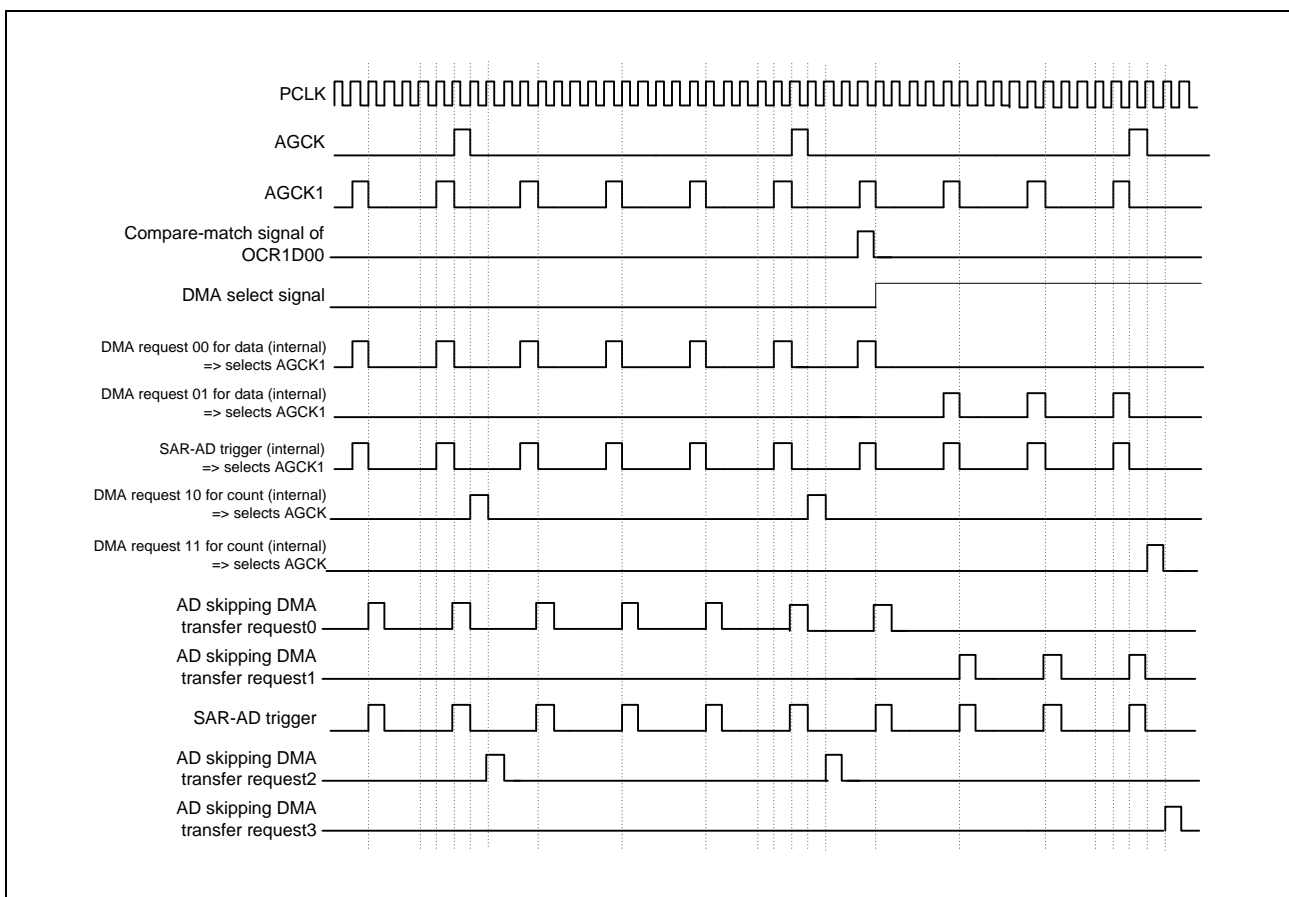 PCLK
AGCK
AGCK1
Compare-match signal of
OCR1D00
DMA select signal
DMA request 00 for data (internal)
=> selects AGCK1
DMA request 01 for data (internal)
=> selects AGCK1
SAR-AD trigger (internal)
=> selects AGCK1
DMA request 10 for count (internal)
=> selects AGCK
DMA request 11 for count (internal)
=> selects AGCK
AD skipping DMA
transfer request0
AD skipping DMA
transfer request1
SAR-AD trigger
AD skipping DMA
transfer request2
AD skipping DMA
transfer request3